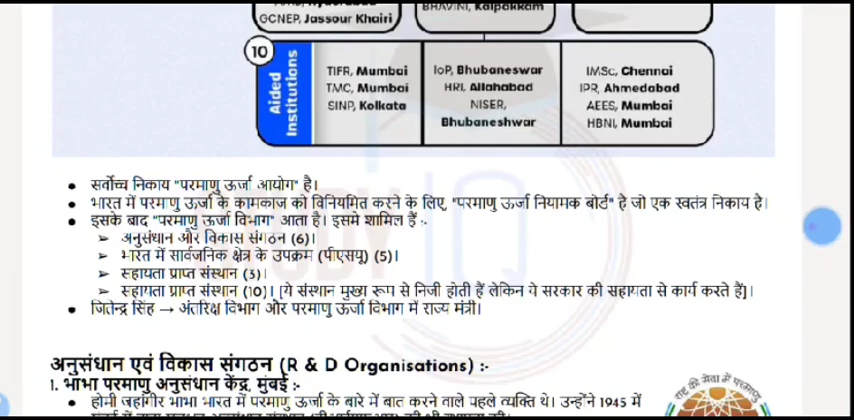 GCNEP, Jassour Khairi
BHAVINI, Kalpakkam
10
Aided
Institutions
TIFR, Mumbai
TMC, Mumbai
SINP, Kolkata
IoP, Bhubaneswar
HRI, Allahabad
NISER,
Bhubaneshwar
IMSc, Chennai
IPR, Ahmedabad
AEES, Mumbai
HBNI, Mumbai
• सर्वोच्च निकाय "परमाणु ऊर्जा आयोग" है।
• भारत में परमाणु ऊर्जा के कामकाज को विनियमित करने के लिए, "परमाणु ऊर्जा नियामक बोर्ड" है जो एक स्वतंत्र निकाय है।
• इसके बाद "परमाणु ऊर्जा विभाग" आता है। इसमे शामिल हैं :-
➢ अनुसंधान और विकास संगठन (6)।
➢ भारत में सार्वजनिक क्षेत्र के उपक्रम (पीएसयू) (5)।
➢ सहायता प्राप्त संस्थान (3)।
➢ सहायता प्राप्त संस्थान (10)। [ये संस्थान मुख्य रूप से निजी होती हैं लेकिन ये सरकार की सहायता से कार्य करते हैं]।
• जितेन्द्र सिंह → अंतरिक्ष विभाग और परमाणु ऊर्जा विभाग में राज्य मंत्री।
अनुसंधान एवं विकास संगठन (R & D Organisations) :-
1. भाभा परमाणु अनुसंधान केंद्र, मुंबई :-
• होमी जहांगीर भाभा भारत में परमाणु ऊर्जा के बारे में बात करने वाले पहले व्यक्ति थे। उन्होंने 1945 में
राष्ट्र की सेवा में परमाणु